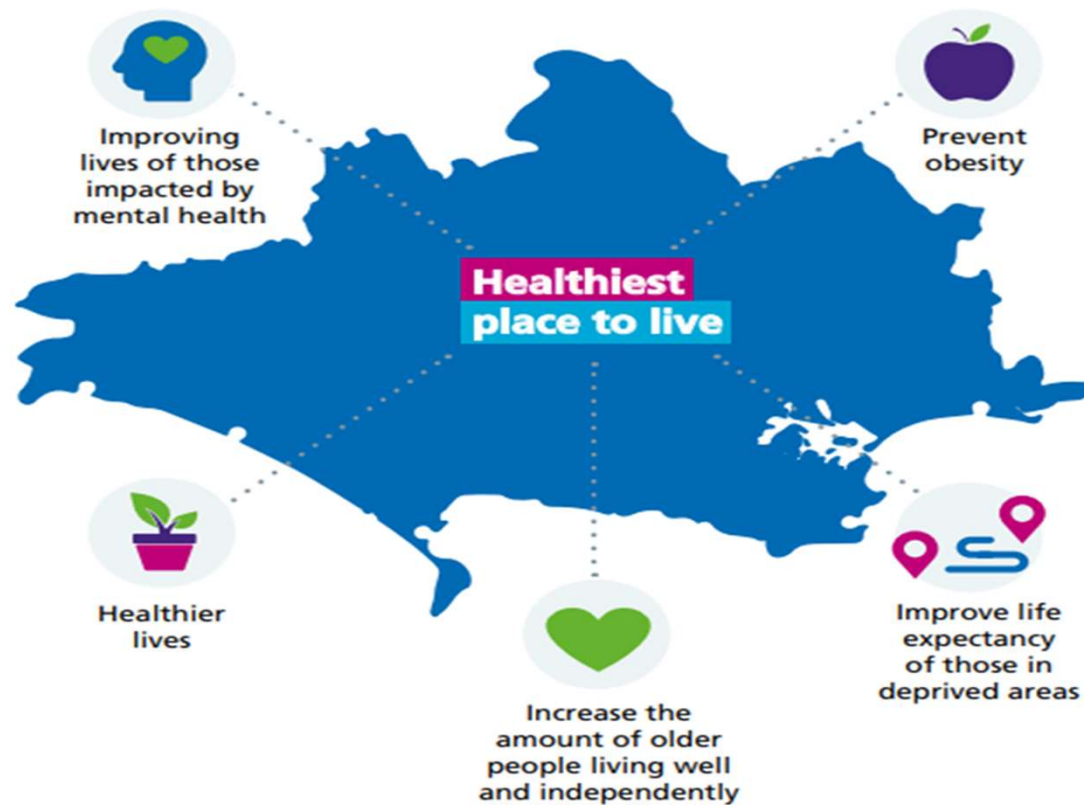 Improving
lives of those
impacted by
mental health
Prevent
obesity
Healthiest
place to live
Healthier
lives
Increase the
amount of older
people living well
and independently
Improve life
expectancy
of those in
deprived areas